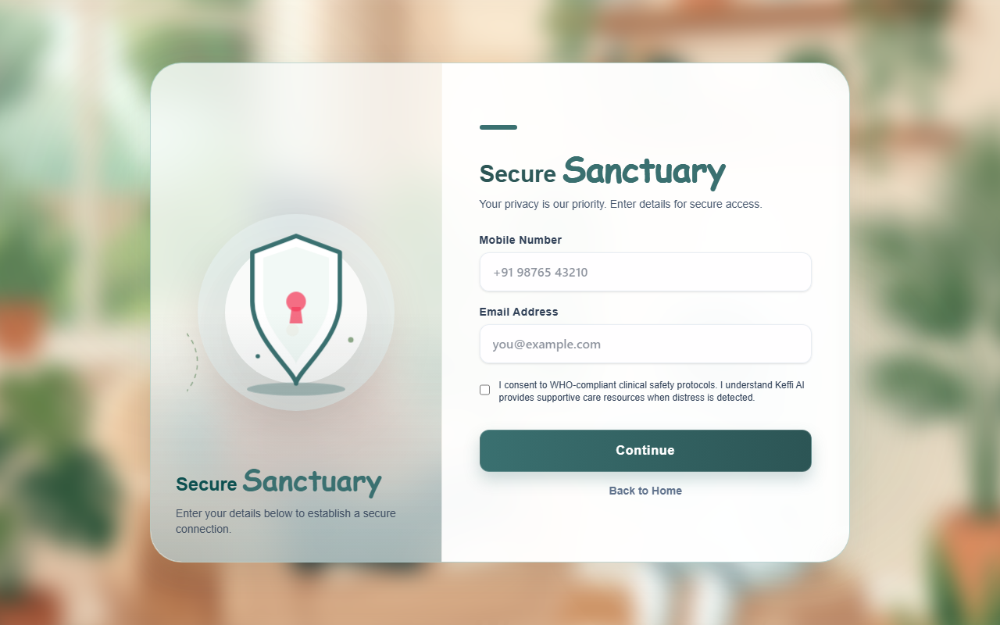 Secure Sanctuary
Your privacy is our priority. Enter details for secure access.
Mobile Number
+91 98765 43210
Email Address
you@example.com
I consent to WHO-compliant clinical safety protocols. I understand Keffi AI
provides supportive care resources when distress is detected.
Continue
Back to Home
Secure Sanctuary
Enter your details below to establish a secure
connection.